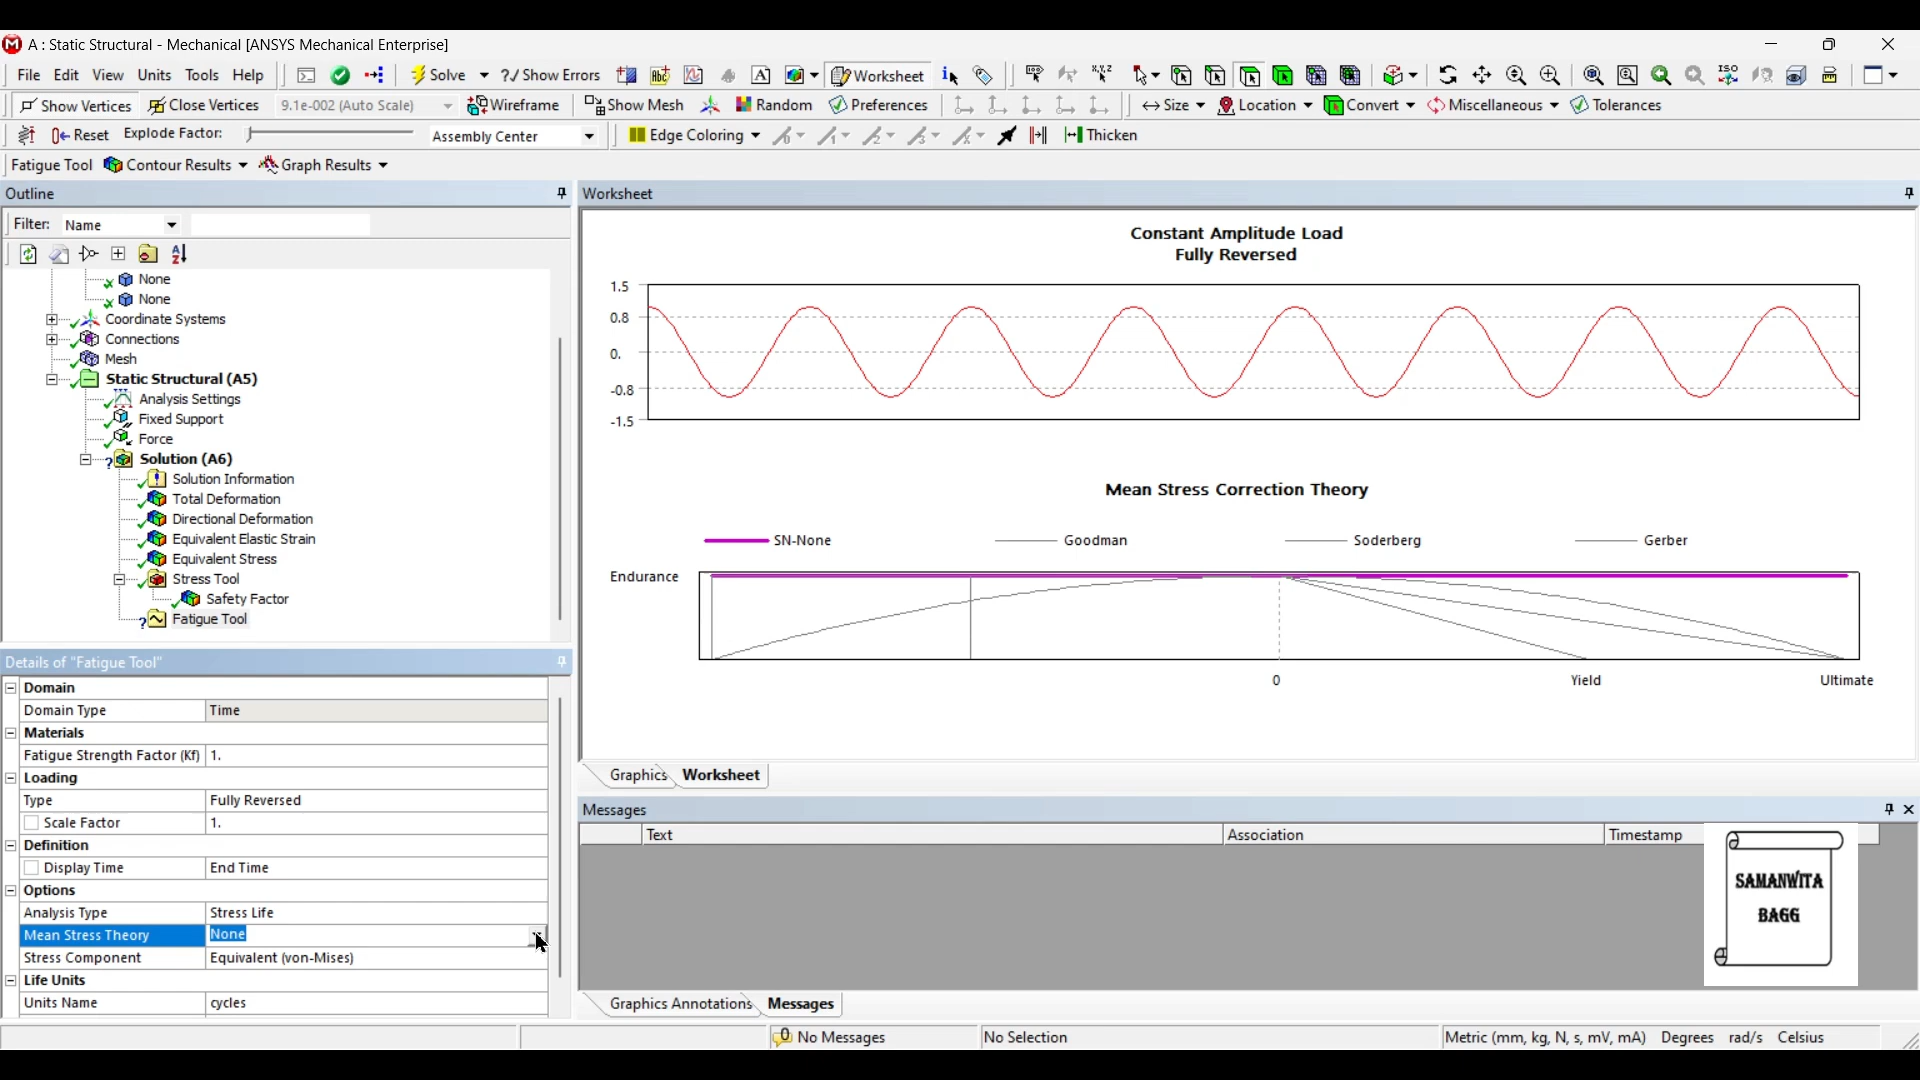 A : Static Structural - Mechanical [ANSYS Mechanical Enterprise]
File Edit View Units Tools Help Solve ?/ Show Errors Worksheet
Show Vertices Close Vertices 9.1e-002 (Auto Scale) Wireframe Show Mesh Random Preferences Size Location Convert Miscellaneous Tolerances
Reset Explode Factor: Assembly Center Edge Coloring Thicken
Fatigue Tool Contour Results Graph Results
Outline
Filter: Name
None
None
Coordinate Systems
Connections
Mesh
Static Structural (A5)
Analysis Settings
Fixed Support
Force
Solution (A6)
Solution Information
Total Deformation
Directional Deformation
Equivalent Elastic Strain
Equivalent Stress
Stress Tool
Safety Factor
Fatigue Tool
Details of "Fatigue Tool"
Domain
Domain Type Time
Materials
Fatigue Strength Factor (Kf) 1.
Loading
Type Fully Reversed
Scale Factor 1.
Definition
Display Time End Time
Options
Analysis Type Stress Life
Mean Stress Theory None
Stress Component Equivalent (von-Mises)
Life Units
Units Name cycles
Worksheet
Constant Amplitude Load
Fully Reversed
1.5
0.8
0.
-0.8
-1.5
Mean Stress Correction Theory
SN-None Goodman Soderberg Gerber
Endurance
0 Yield Ultimate
Graphics Worksheet
Messages
Text Association Timestamp
SAMANWITA
BAGG
Graphics Annotations Messages
0 No Messages No Selection Metric (mm, kg, N, s, mV, mA) Degrees rad/s Celsius